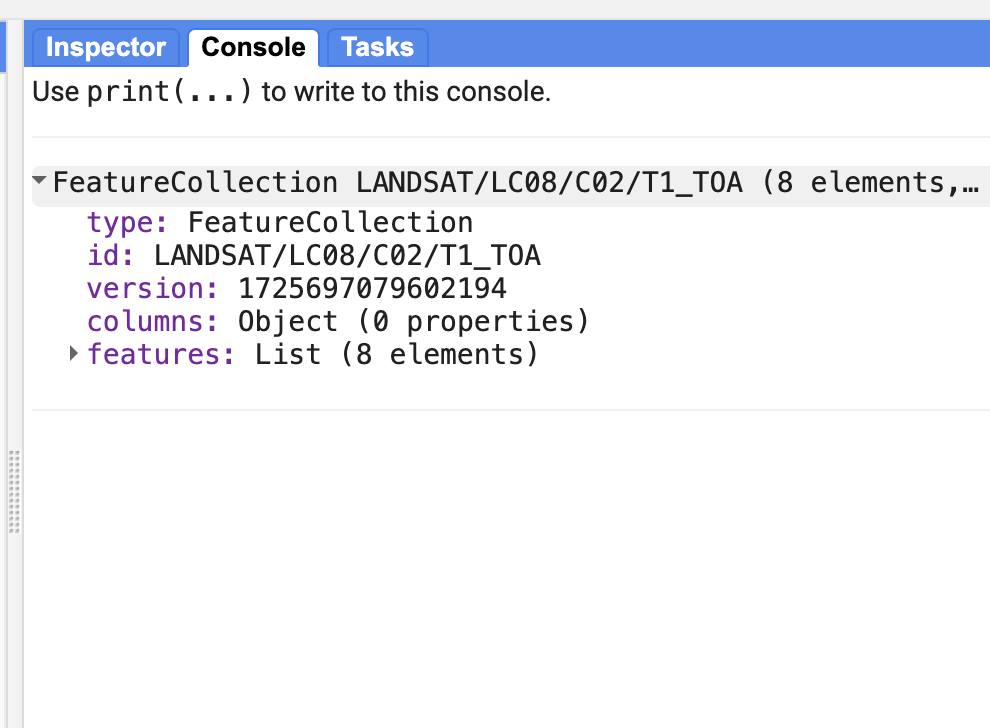 Inspector Console Tasks
Use print(...) to write to this console.
FeatureCollection LANDSAT/LC08/C02/T1_TOA (8 elements,…
type: FeatureCollection
id: LANDSAT/LC08/C02/T1_TOA
version: 1725697079602194
columns: Object (0 properties)
features: List (8 elements)